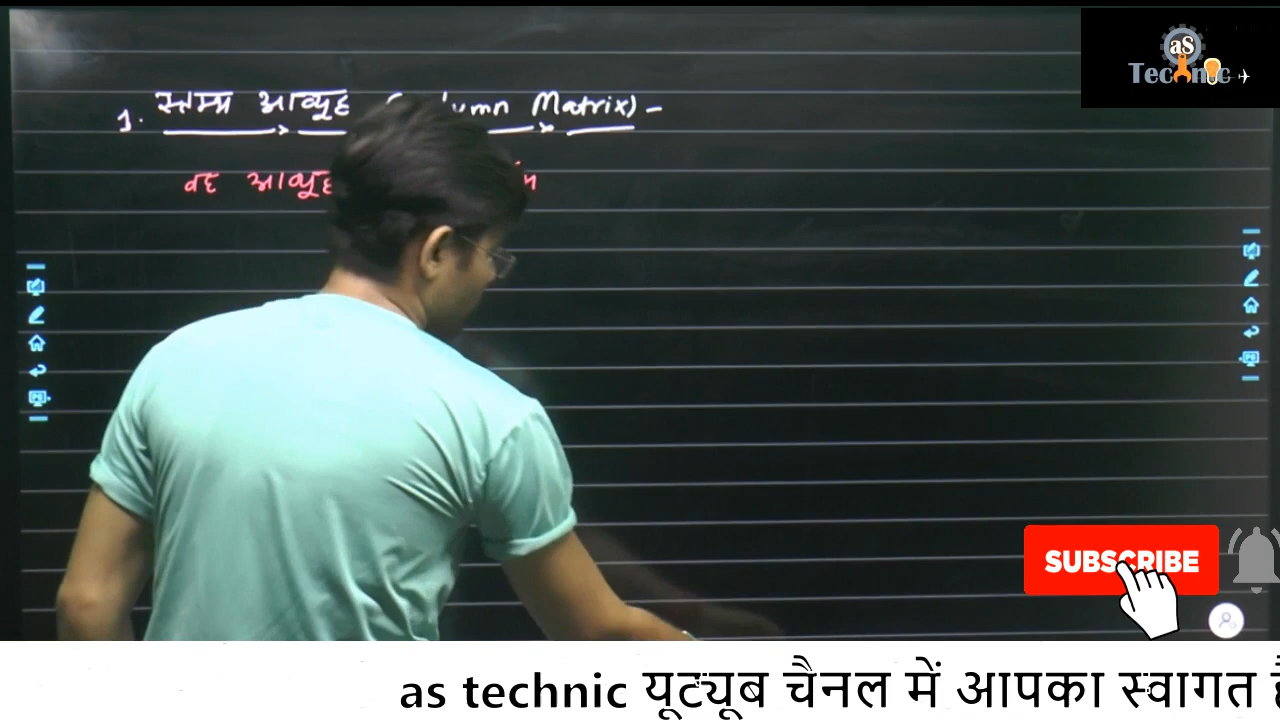 as
Technic
1. स्तम्भ आव्यूह umn Matrix) -
वह आव्यूह
SUBSCRIBE
as technic यूट्यूब चैनल में आपका स्वागत